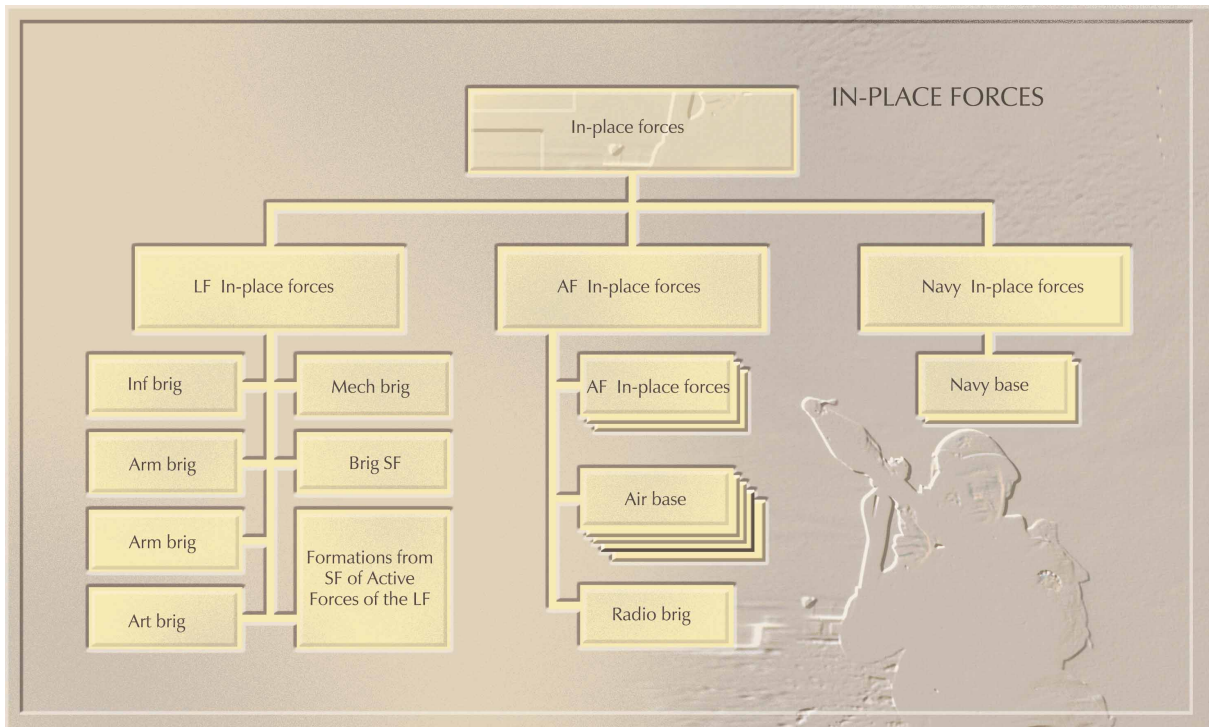 IN-PLACE FORCES
In-place forces
LF In-place forces
AF In-place forces
Navy In-place forces
Inf brig
Mech brig
Arm brig
Brig SF
Arm brig
Formations from
SF of Active
Forces of the LF
Art brig
AF In-place forces
Air base
Radio brig
Navy base